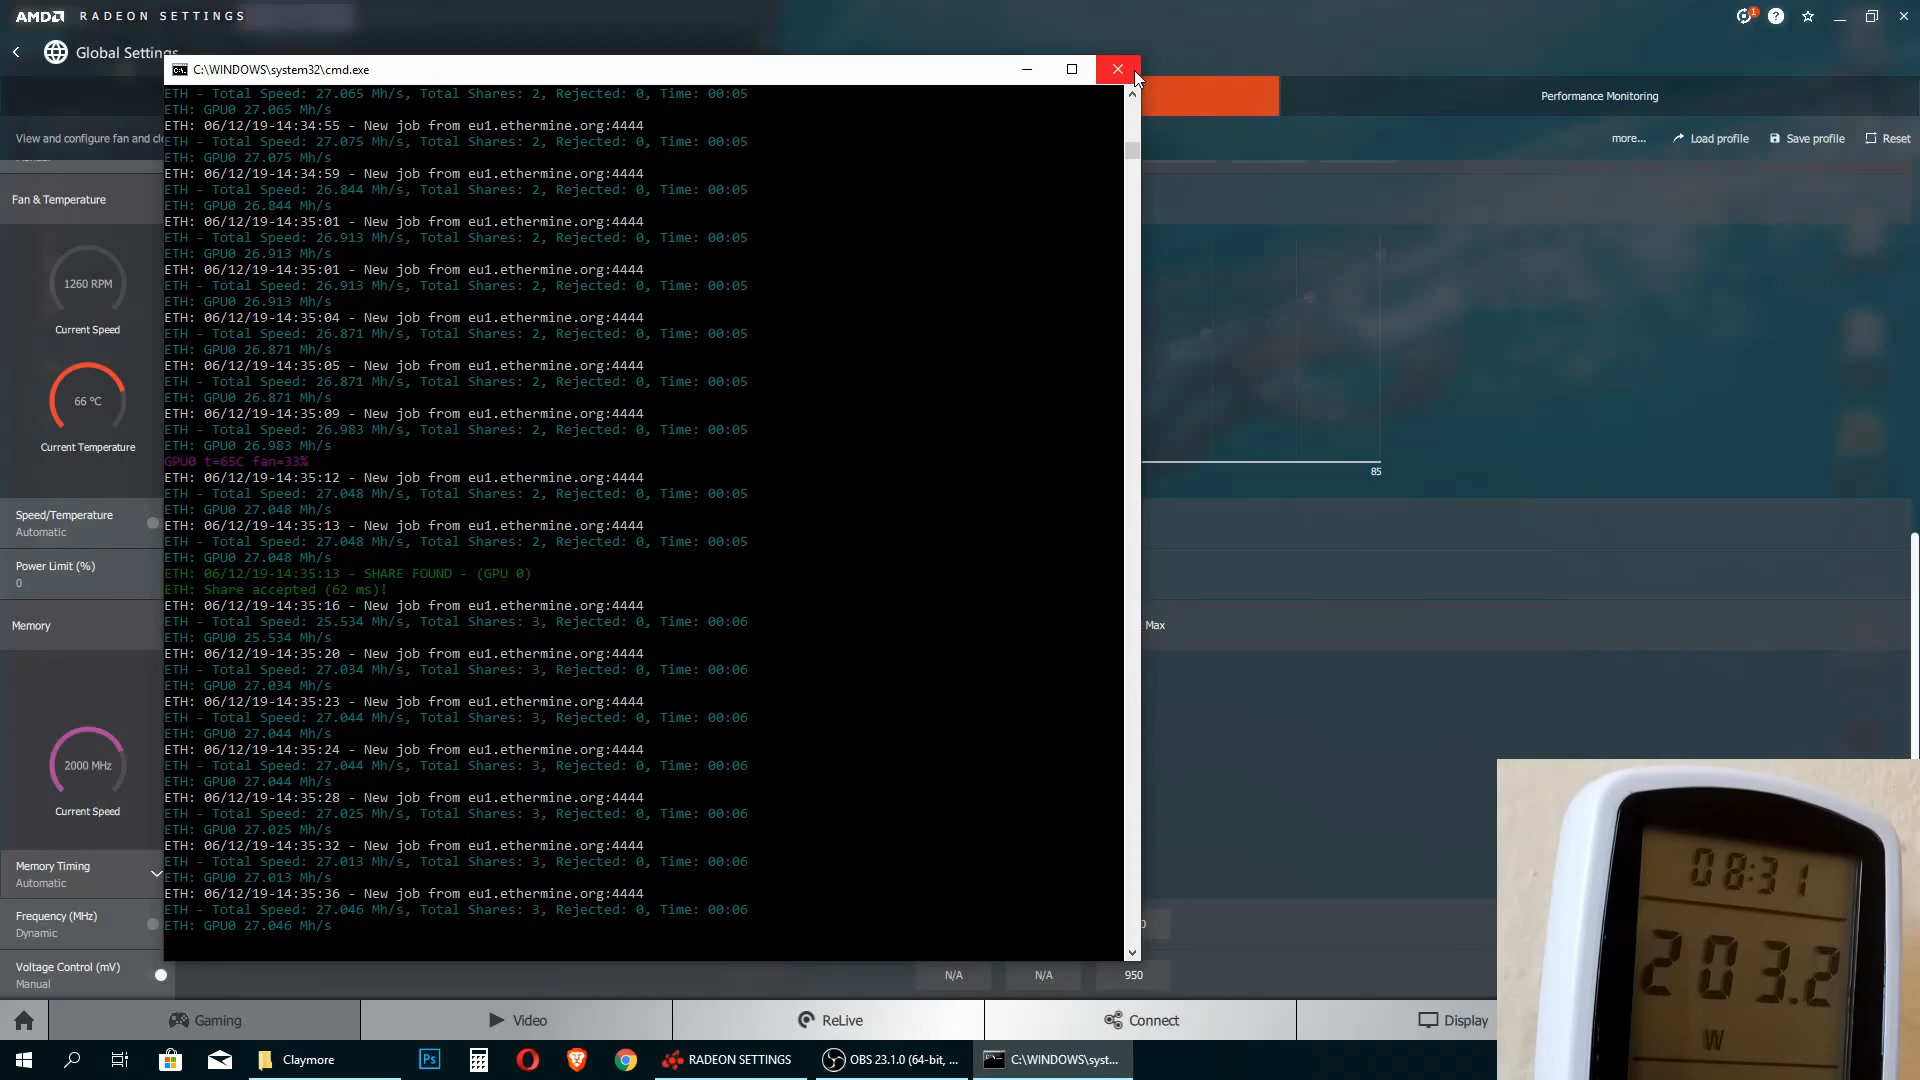 AMD RADEON SETTINGS
1
Global Settings
C:\WINDOWS\system32\cmd.exe
Performance Monitoring
View and configure fan and clo
more...
Load profile
Save profile
Reset
ETH - Total Speed: 27.065 Mh/s, Total Shares: 2, Rejected: 0, Time: 00:05
ETH: GPU0 27.065 Mh/s
ETH: 06/12/19-14:34:55 - New job from eu1.ethermine.org:4444
ETH - Total Speed: 27.075 Mh/s, Total Shares: 2, Rejected: 0, Time: 00:05
ETH: GPU0 27.075 Mh/s
ETH: 06/12/19-14:34:59 - New job from eu1.ethermine.org:4444
ETH - Total Speed: 26.844 Mh/s, Total Shares: 2, Rejected: 0, Time: 00:05
ETH: GPU0 26.844 Mh/s
ETH: 06/12/19-14:35:01 - New job from eu1.ethermine.org:4444
ETH - Total Speed: 26.913 Mh/s, Total Shares: 2, Rejected: 0, Time: 00:05
ETH: GPU0 26.913 Mh/s
ETH: 06/12/19-14:35:01 - New job from eu1.ethermine.org:4444
ETH - Total Speed: 26.913 Mh/s, Total Shares: 2, Rejected: 0, Time: 00:05
ETH: GPU0 26.913 Mh/s
ETH: 06/12/19-14:35:04 - New job from eu1.ethermine.org:4444
ETH - Total Speed: 26.871 Mh/s, Total Shares: 2, Rejected: 0, Time: 00:05
ETH: GPU0 26.871 Mh/s
ETH: 06/12/19-14:35:05 - New job from eu1.ethermine.org:4444
ETH - Total Speed: 26.871 Mh/s, Total Shares: 2, Rejected: 0, Time: 00:05
ETH: GPU0 26.871 Mh/s
ETH: 06/12/19-14:35:09 - New job from eu1.ethermine.org:4444
ETH - Total Speed: 26.983 Mh/s, Total Shares: 2, Rejected: 0, Time: 00:05
ETH: GPU0 26.983 Mh/s
GPU0 t=65C fan=33%
ETH: 06/12/19-14:35:12 - New job from eu1.ethermine.org:4444
ETH - Total Speed: 27.048 Mh/s, Total Shares: 2, Rejected: 0, Time: 00:05
ETH: GPU0 27.048 Mh/s
ETH: 06/12/19-14:35:13 - New job from eu1.ethermine.org:4444
ETH - Total Speed: 27.048 Mh/s, Total Shares: 2, Rejected: 0, Time: 00:05
ETH: GPU0 27.048 Mh/s
ETH: 06/12/19-14:35:13 - SHARE FOUND - (GPU 0)
ETH: Share accepted (62 ms)!
ETH: 06/12/19-14:35:16 - New job from eu1.ethermine.org:4444
ETH - Total Speed: 25.534 Mh/s, Total Shares: 3, Rejected: 0, Time: 00:06
ETH: GPU0 25.534 Mh/s
ETH: 06/12/19-14:35:20 - New job from eu1.ethermine.org:4444
ETH - Total Speed: 27.034 Mh/s, Total Shares: 3, Rejected: 0, Time: 00:06
ETH: GPU0 27.034 Mh/s
ETH: 06/12/19-14:35:23 - New job from eu1.ethermine.org:4444
ETH - Total Speed: 27.044 Mh/s, Total Shares: 3, Rejected: 0, Time: 00:06
ETH: GPU0 27.044 Mh/s
ETH: 06/12/19-14:35:24 - New job from eu1.ethermine.org:4444
ETH - Total Speed: 27.044 Mh/s, Total Shares: 3, Rejected: 0, Time: 00:06
ETH: GPU0 27.044 Mh/s
ETH: 06/12/19-14:35:28 - New job from eu1.ethermine.org:4444
ETH - Total Speed: 27.025 Mh/s, Total Shares: 3, Rejected: 0, Time: 00:06
ETH: GPU0 27.025 Mh/s
ETH: 06/12/19-14:35:32 - New job from eu1.ethermine.org:4444
ETH - Total Speed: 27.013 Mh/s, Total Shares: 3, Rejected: 0, Time: 00:06
ETH: GPU0 27.013 Mh/s
ETH: 06/12/19-14:35:36 - New job from eu1.ethermine.org:4444
ETH - Total Speed: 27.046 Mh/s, Total Shares: 3, Rejected: 0, Time: 00:06
ETH: GPU0 27.046 Mh/s
Fan & Temperature
1260 RPM
Current Speed
66 °C
Current Temperature
Speed/Temperature
Automatic
Power Limit (%)
0
Memory
2000 MHz
Current Speed
Memory Timing
Automatic
Frequency (MHz)
Dynamic
Voltage Control (mV)
Manual
85
Max
N/A
N/A
950
08:31
203.2
W
Gaming
Video
ReLive
Connect
Display
Claymore
Ps
RADEON SETTINGS
OBS 23.1.0 (64-bit, ...
C:\WINDOWS\syst...